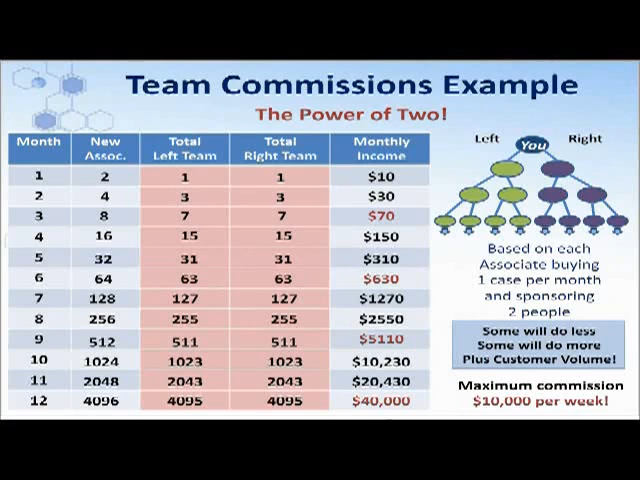 Team Commissions Example
The Power of Two!
Month New Assoc. Total Left Team Total Right Team Monthly Income
1 2 1 1 $10
2 4 3 3 $30
3 8 7 7 $70
4 16 15 15 $150
5 32 31 31 $310
6 64 63 63 $630
7 128 127 127 $1270
8 256 255 255 $2550
9 512 511 511 $5110
10 1024 1023 1023 $10,230
11 2048 2043 2043 $20,430
12 4096 4095 4095 $40,000
Left You Right
Based on each
Associate buying
1 case per month
and sponsoring
2 people
Some will do less
Some will do more
Plus Customer Volume!
Maximum commission
$10,000 per week!